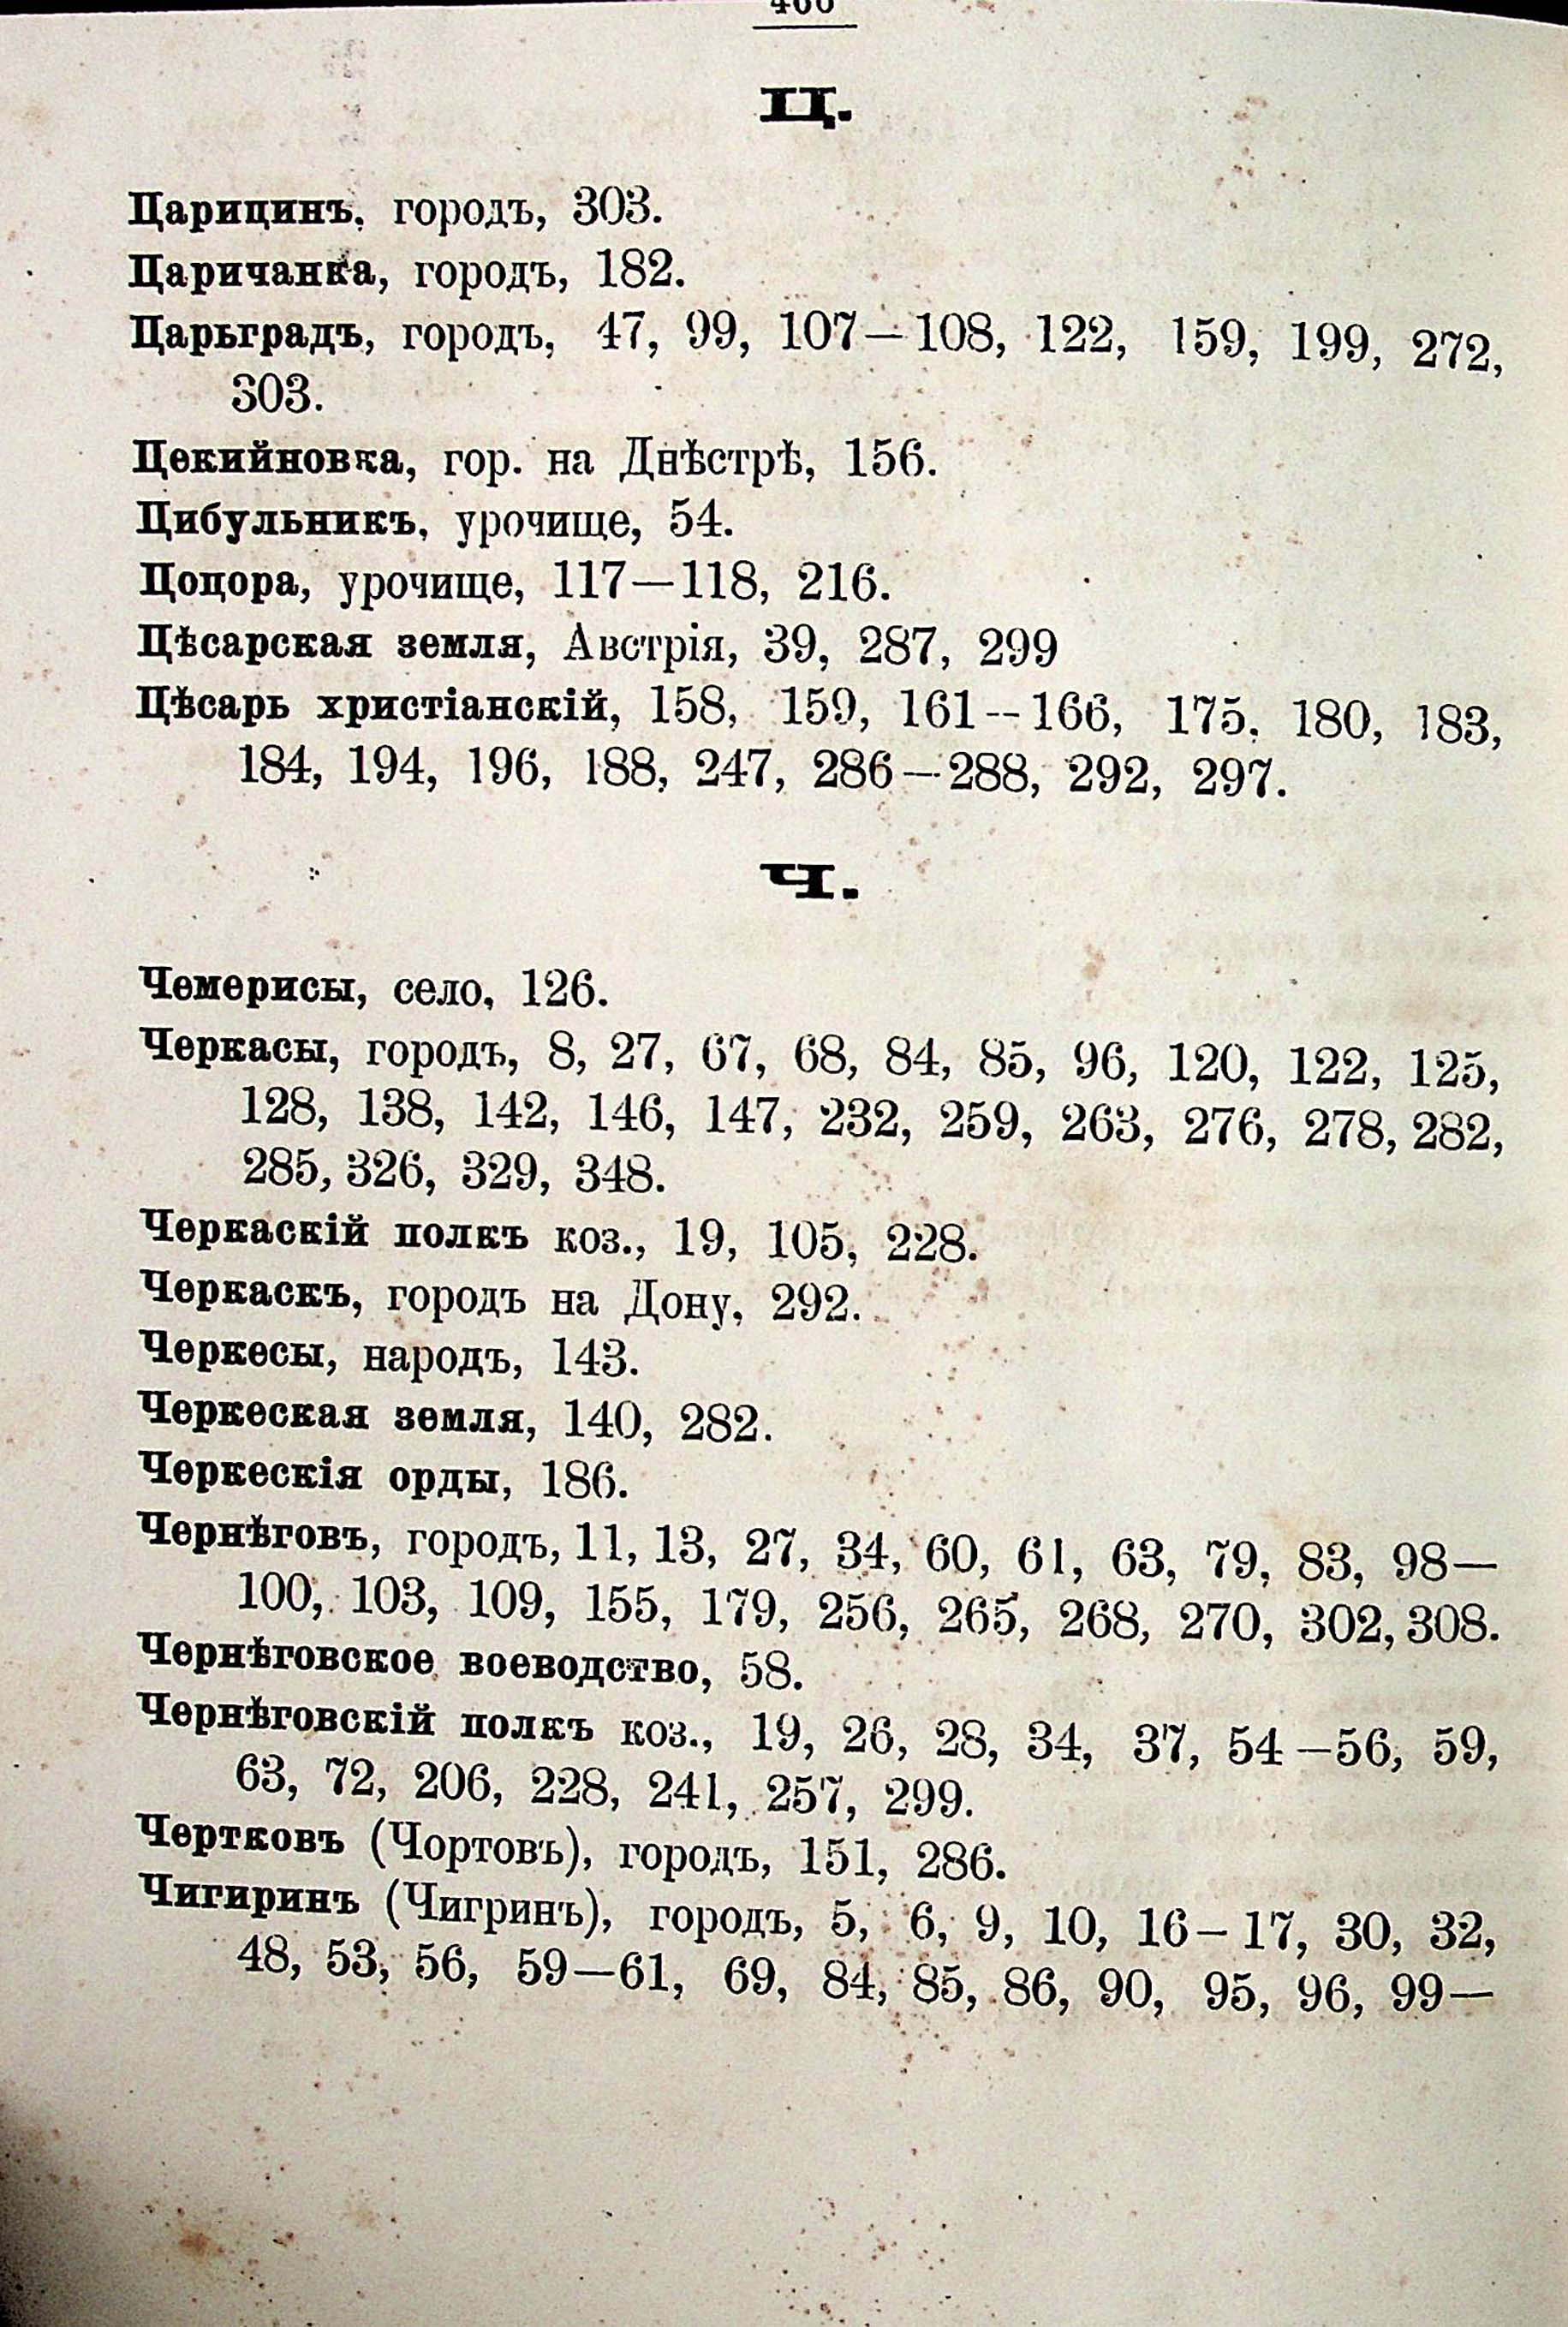 Ц.
Царицинъ, городъ, 303.
Царичанка, городъ, 182.
Царьградъ, городъ, 47, 99, 107—108, 122, 159, 199, 272,
303.
Цекийновка, гор. на Днѣстрѣ, 156.
Цибульникъ, урочище, 54.
Цоцора, урочище, 117—118, 216.
Цѣсарская земля, Австрія, 39, 287, 299
Цѣсарь христіанскій, 158, 159, 161--166, 175, 180, 183,
184, 194, 196, 188, 247, 286—288, 292, 297.
Ч.
Чемерисы, село, 126.
Черкасы, городъ, 8, 27, 67, 68, 84, 85, 96, 120, 122, 125,
128, 138, 142, 146, 147, 232, 259, 263, 276, 278, 282,
285, 326, 329, 348.
Черкаскій полкъ коз., 19, 105, 228.
Черкаскъ, городъ на Дону, 292.
Черкесы, народъ, 143.
Черкеская земля, 140, 282.
Черкескія орды, 186.
Чернѣговъ, городъ, 11, 13, 27, 34, 60, 61, 63, 79, 83, 98—
100, 103, 109, 155, 179, 256, 265, 268, 270, 302, 308.
Чернѣговское воеводство, 58.
Чернѣговскій полкъ коз., 19, 26, 28, 34, 37, 54—56, 59,
63, 72, 206, 228, 241, 257, 299.
Чертковъ (Чортовъ), городъ, 151, 286.
Чигиринъ (Чигринъ), городъ, 5, 6, 9, 10, 16—17, 30, 32,
48, 53, 56, 59—61, 69, 84, 85, 86, 90, 95, 96, 99—